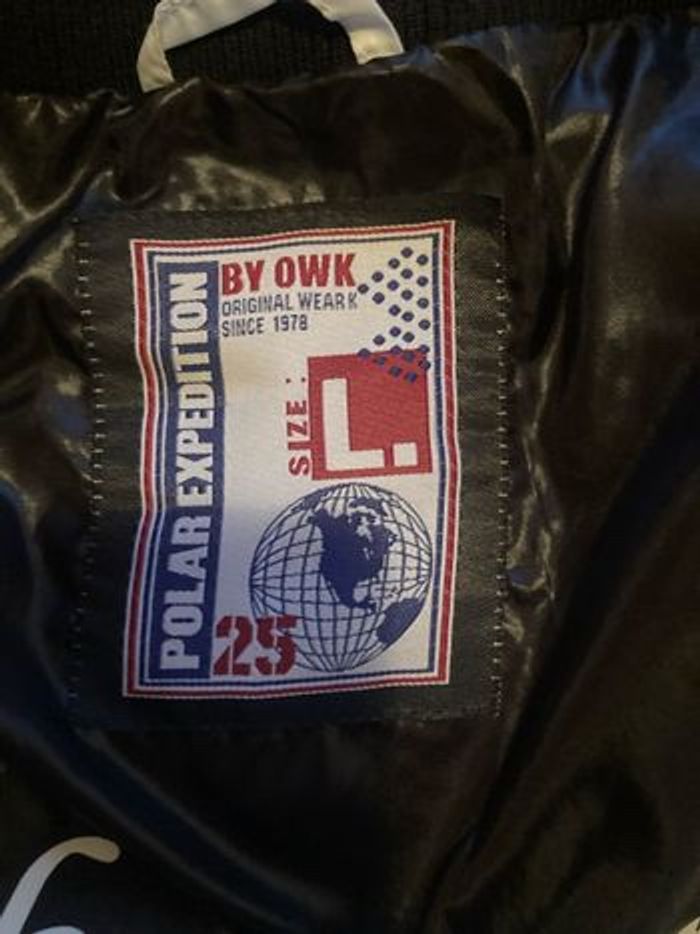 BY OWK
ORIGINAL WEAR K
SINCE 1978
POLAR EXPEDITION
SIZE :
L.
25